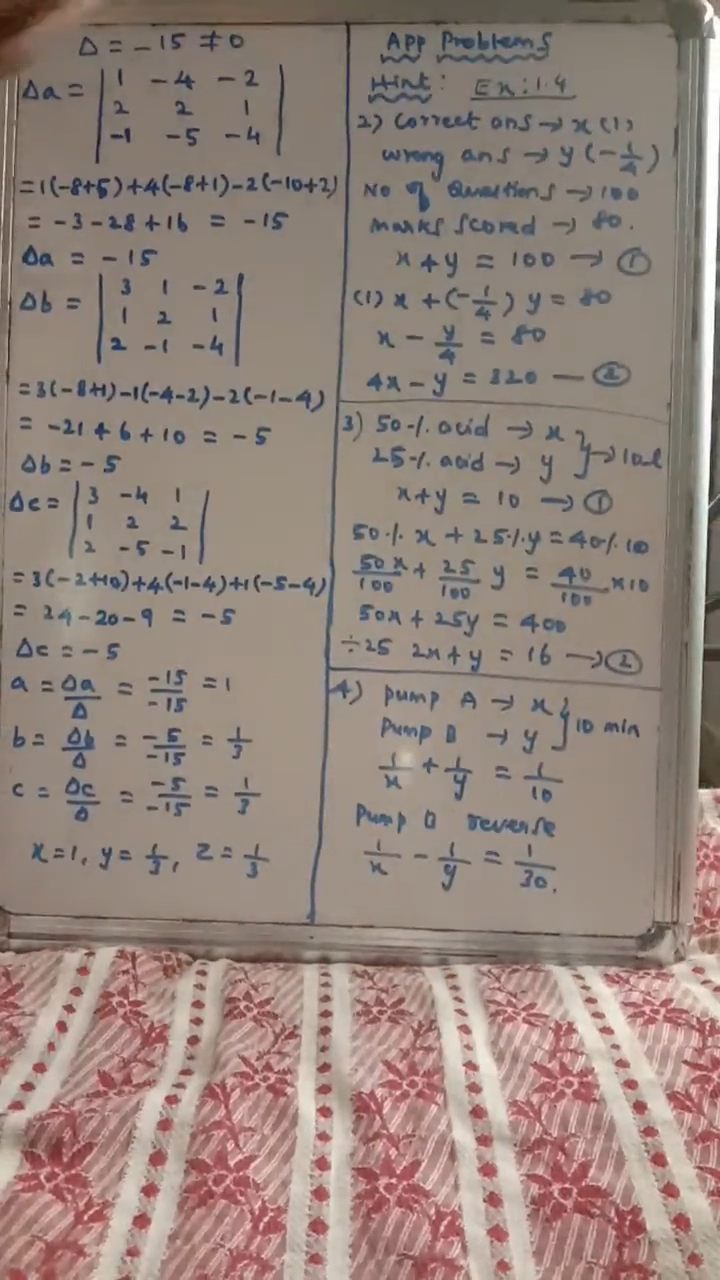 Δ = -15 ≠ 0
Δa = | 1 -4 -2 |
| 2 2 1 |
| -1 -5 -4 |
= 1(-8+5)+4(-8+1)-2(-10+2)
= -3-28+16 = -15
Δa = -15
Δb = | 3 1 -2 |
| 1 2 1 |
| 2 -1 -4 |
= 3(-8+1)-1(-4-2)-2(-1-4)
= -21+6+10 = -5
Δb = -5
Δc = | 3 -4 1 |
| 1 2 2 |
| 2 -5 -1 |
= 3(-2+10)+4(-1-4)+1(-5-4)
= 24-20-9 = -5
Δc = -5
a = Δa/Δ = -15/-15 = 1
b = Δb/Δ = -5/-15 = 1/3
c = Δc/Δ = -5/-15 = 1/3
x=1, y=1/3, z=1/3
App Problems
Hint: Ex:1.4
2) Correct ans → x (1)
wrong ans → y (-1/4)
No of Questions → 100
marks scored → 80.
x + y = 100 → ①
(1) x + (-1/4) y = 80
x - y/4 = 80
4x - y = 320 — ②
3) 50% acid → x
25% acid → y } → 10l
x+y = 10 → ①
50% x + 25% y = 40% 10
50x/100 + 25/100 y = 40/100 x10
50x + 25y = 400
÷25 2x+y = 16 → ②
4) Pump A → x
Pump B → y } 10 min
1/x + 1/y = 1/10
Pump B reverse
1/x - 1/y = 1/30.